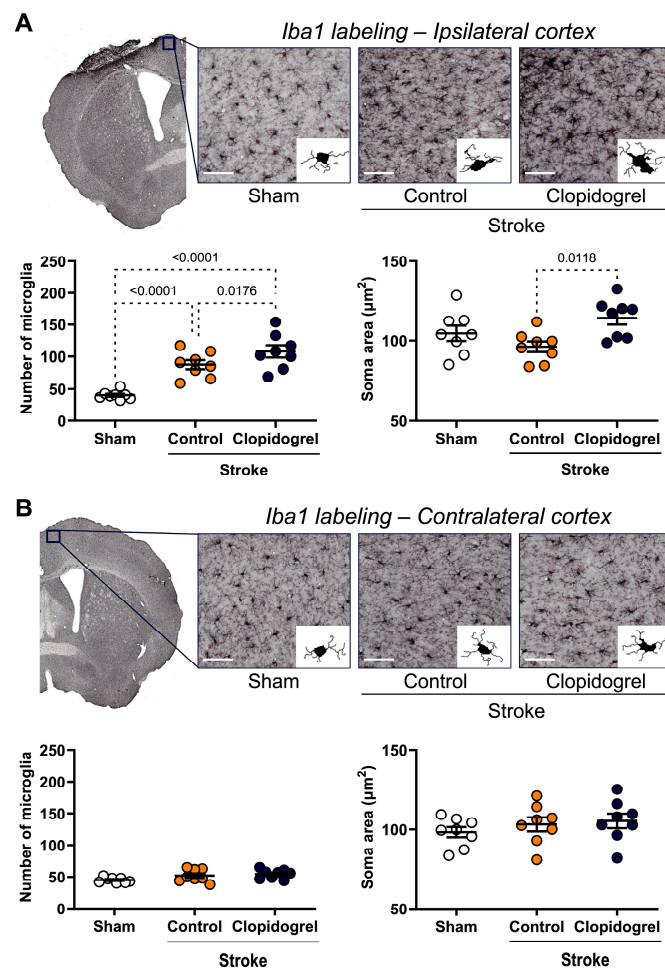 A
Iba1 labeling – Ipsilateral cortex
Sham
Control
Clopidogrel
Stroke
Number of microglia
250
200
150
100
50
0
<0.0001
<0.0001
0.0176
Sham
Control
Clopidogrel
Stroke
Soma area (µm²)
150
100
50
0.0118
Sham
Control
Clopidogrel
Stroke
B
Iba1 labeling – Contralateral cortex
Sham
Control
Clopidogrel
Stroke
Number of microglia
250
200
150
100
50
0
Sham
Control
Clopidogrel
Stroke
Soma area (µm²)
150
100
50
Sham
Control
Clopidogrel
Stroke